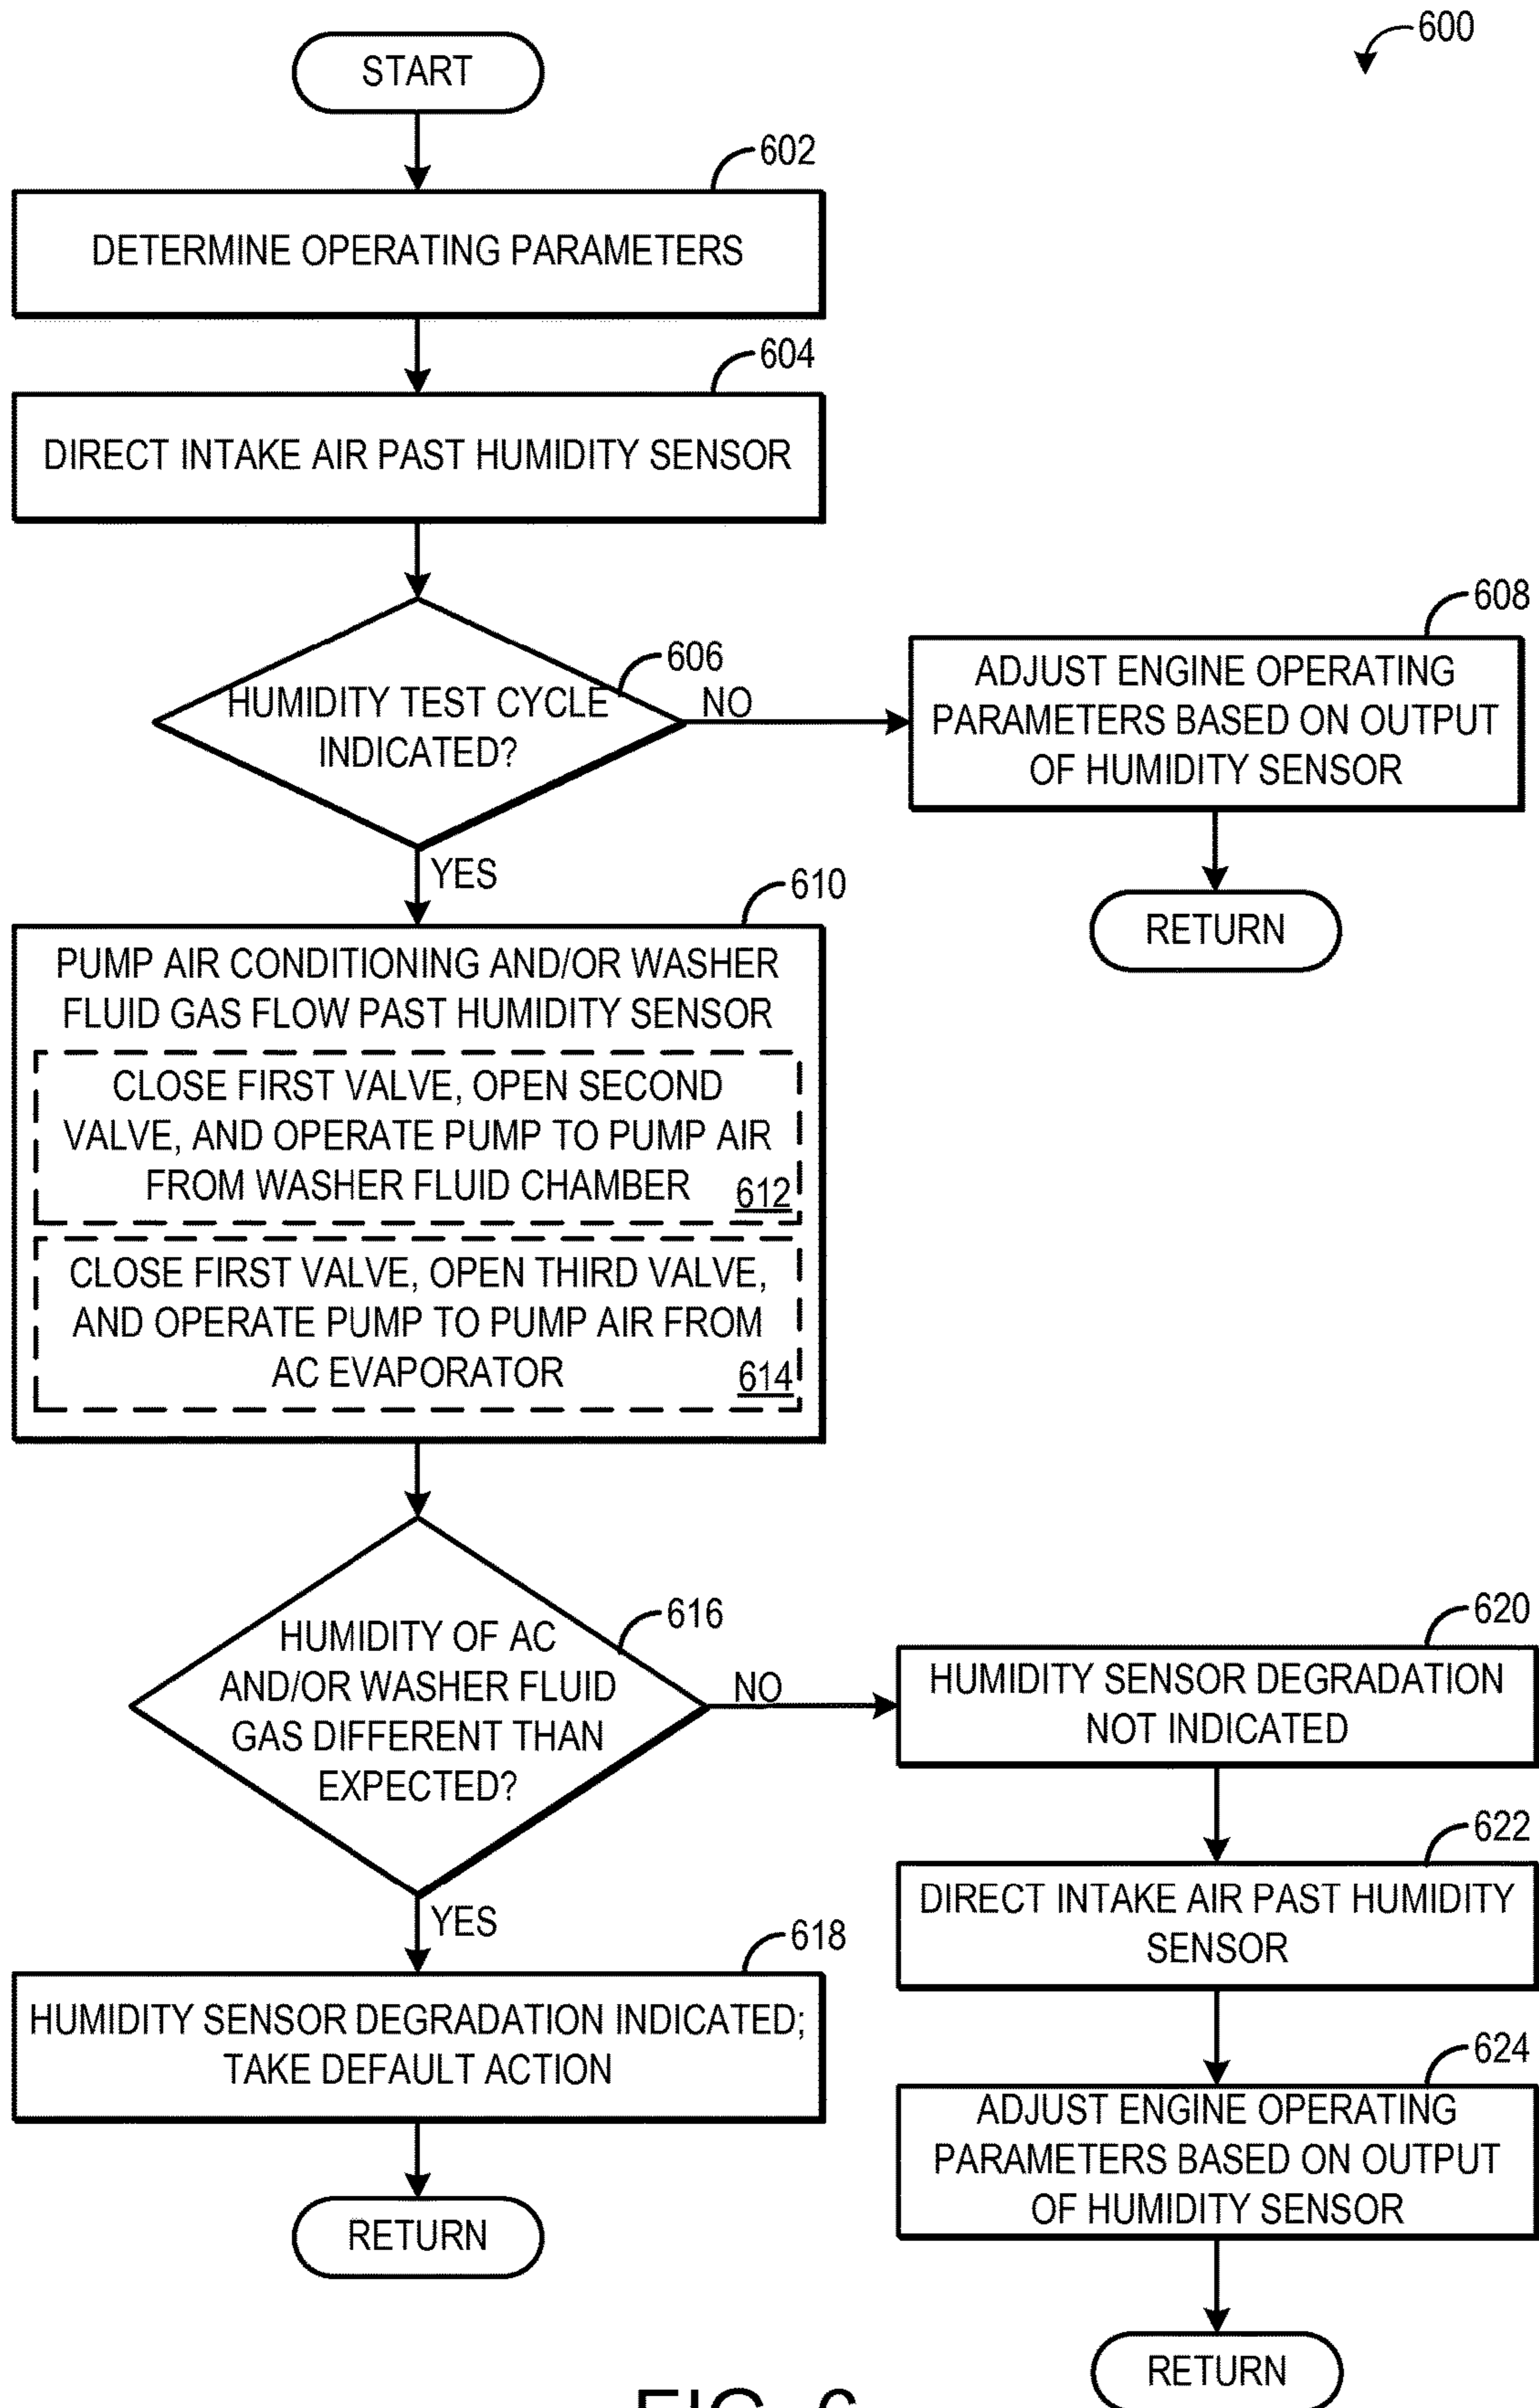 600
START
602
DETERMINE OPERATING PARAMETERS
604
DIRECT INTAKE AIR PAST HUMIDITY SENSOR
606
HUMIDITY TEST CYCLE
INDICATED?
NO
608
ADJUST ENGINE OPERATING
PARAMETERS BASED ON OUTPUT
OF HUMIDITY SENSOR
RETURN
YES
610
PUMP AIR CONDITIONING AND/OR WASHER
FLUID GAS FLOW PAST HUMIDITY SENSOR
CLOSE FIRST VALVE, OPEN SECOND
VALVE, AND OPERATE PUMP TO PUMP AIR
FROM WASHER FLUID CHAMBER
612
CLOSE FIRST VALVE, OPEN THIRD VALVE,
AND OPERATE PUMP TO PUMP AIR FROM
AC EVAPORATOR
614
616
HUMIDITY OF AC
AND/OR WASHER FLUID
GAS DIFFERENT THAN
EXPECTED?
NO
620
HUMIDITY SENSOR DEGRADATION
NOT INDICATED
622
DIRECT INTAKE AIR PAST HUMIDITY
SENSOR
624
ADJUST ENGINE OPERATING
PARAMETERS BASED ON OUTPUT
OF HUMIDITY SENSOR
RETURN
YES
618
HUMIDITY SENSOR DEGRADATION INDICATED;
TAKE DEFAULT ACTION
RETURN
FIG. 6